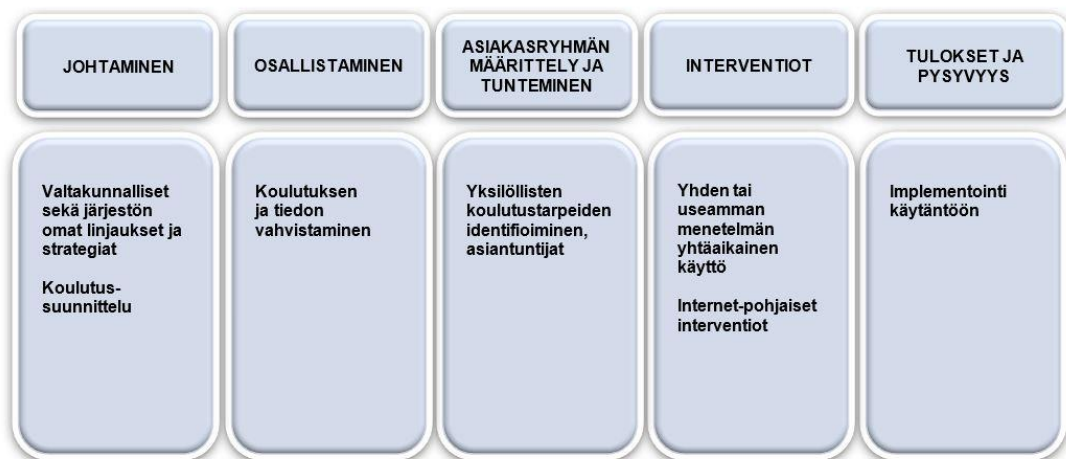 JOHTAMINEN
OSALLISTAMINEN
ASIAKASRYHMÄN
MÄÄRITTELY JA
TUNTEMINEN
INTERVENTIOT
TULOKSET JA
PYSYVYYS
Valtakunnalliset
sekä järjestön
omat linjaukset ja
strategiat
Koulutus-
suunnittelu
Koulutuksen
ja tiedon
vahvistaminen
Yksilöllisten
koulutustarpeiden
identifioiminen,
asiantuntijat
Yhden tai
useamman
menetelmän
yhtäaikainen
käyttö
Internet-pohjaiset
interventiot
Implementointi
käytäntöön